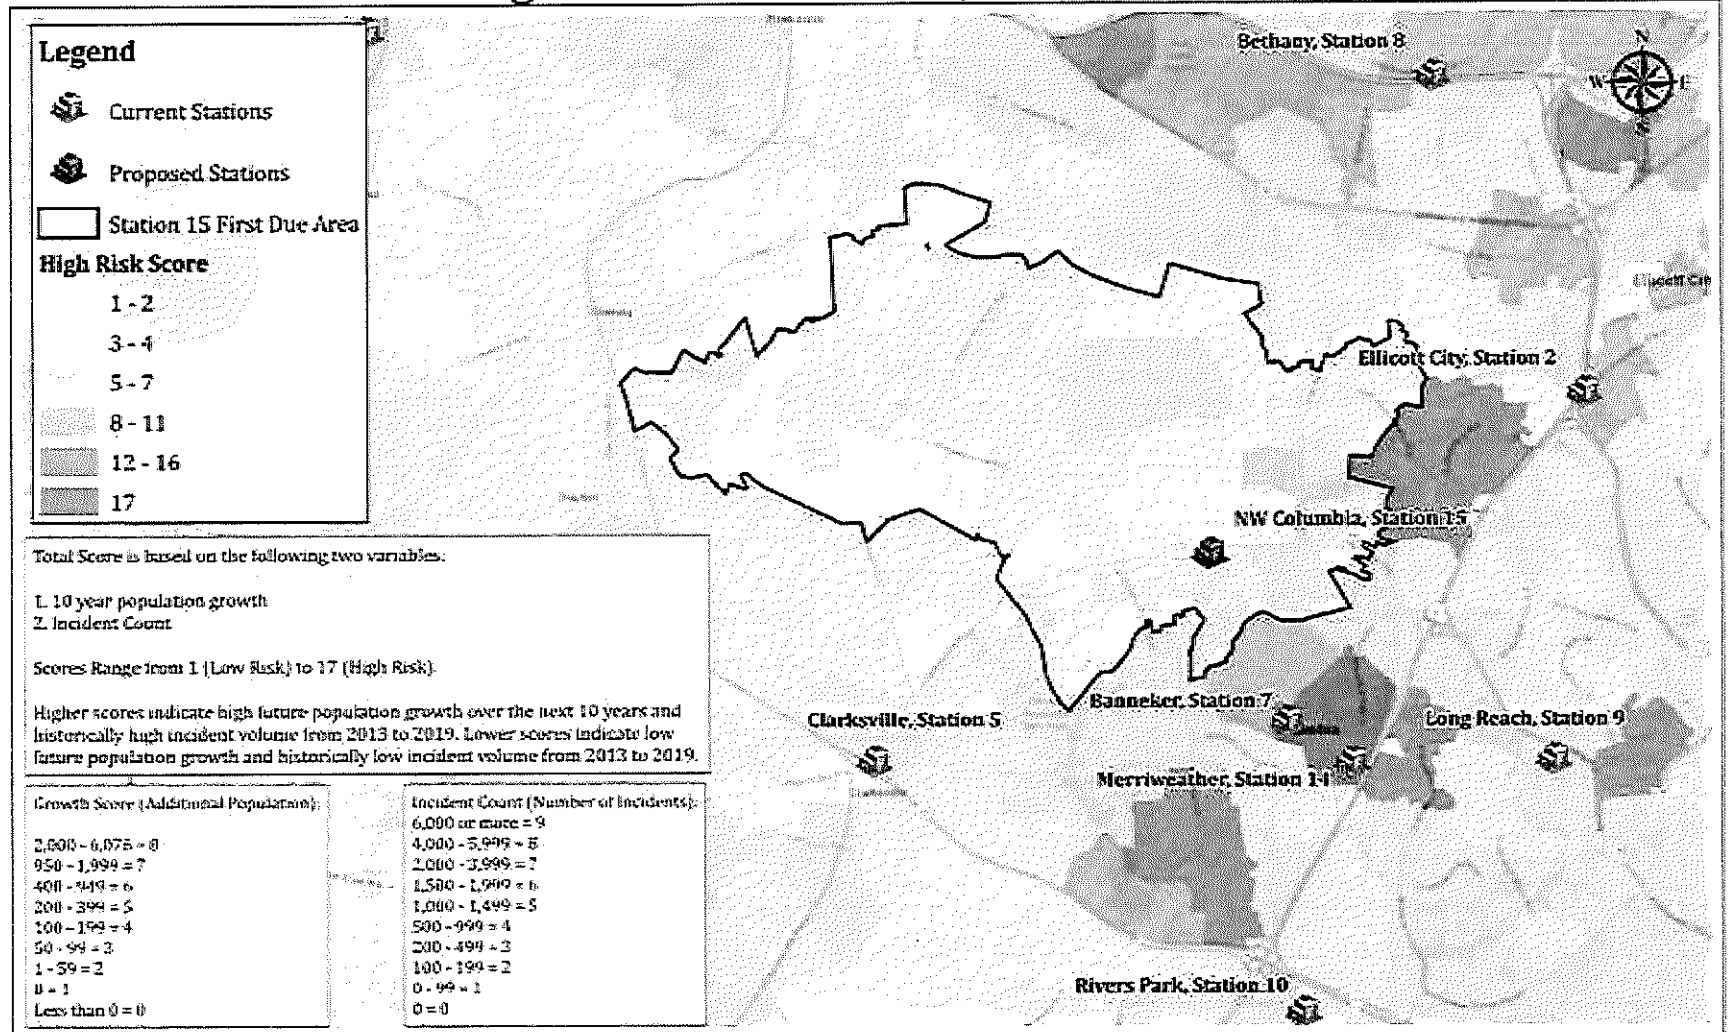 Legend
Current Stations
Proposed Stations
Station 15 First Due Area
High Risk Score
1 - 2
3 - 4
5 - 7
8 - 11
12 - 16
17
Total Score is based on the following two variables:
1. 10 year population growth
2. Incident Count
Scores Range from 1 (Low Risk) to 17 (High Risk)
Higher scores indicate high future population growth over the next 10 years and
historically high incident volume from 2013 to 2019. Lower scores indicate low
future population growth and historically low incident volume from 2013 to 2019.
Growth Score (Additional Population):
950 - 1,999 = 7
400 - 949 = 6
200 - 399 = 5
100 - 199 = 4
50 - 99 = 3
0 = 1
Less than 0 = 0
Incident Count (Number of Incidents):
6,000 or more = 9
4,000 - 5,999 = 8
2,000 - 3,999 = 7
1,500 - 1,999 = 6
1,000 - 1,499 = 5
500 - 999 = 4
200 - 499 = 3
100 - 199 = 2
0 - 99 = 1
0 = 0
Bethany, Station 8
W
Ellicott City, Station 2
NW Columbia, Station 15
Banneker, Station 7
Clarksville, Station 5
Long Reach, Station 9
Merriweather, Station 14
Rivers Park, Station 10